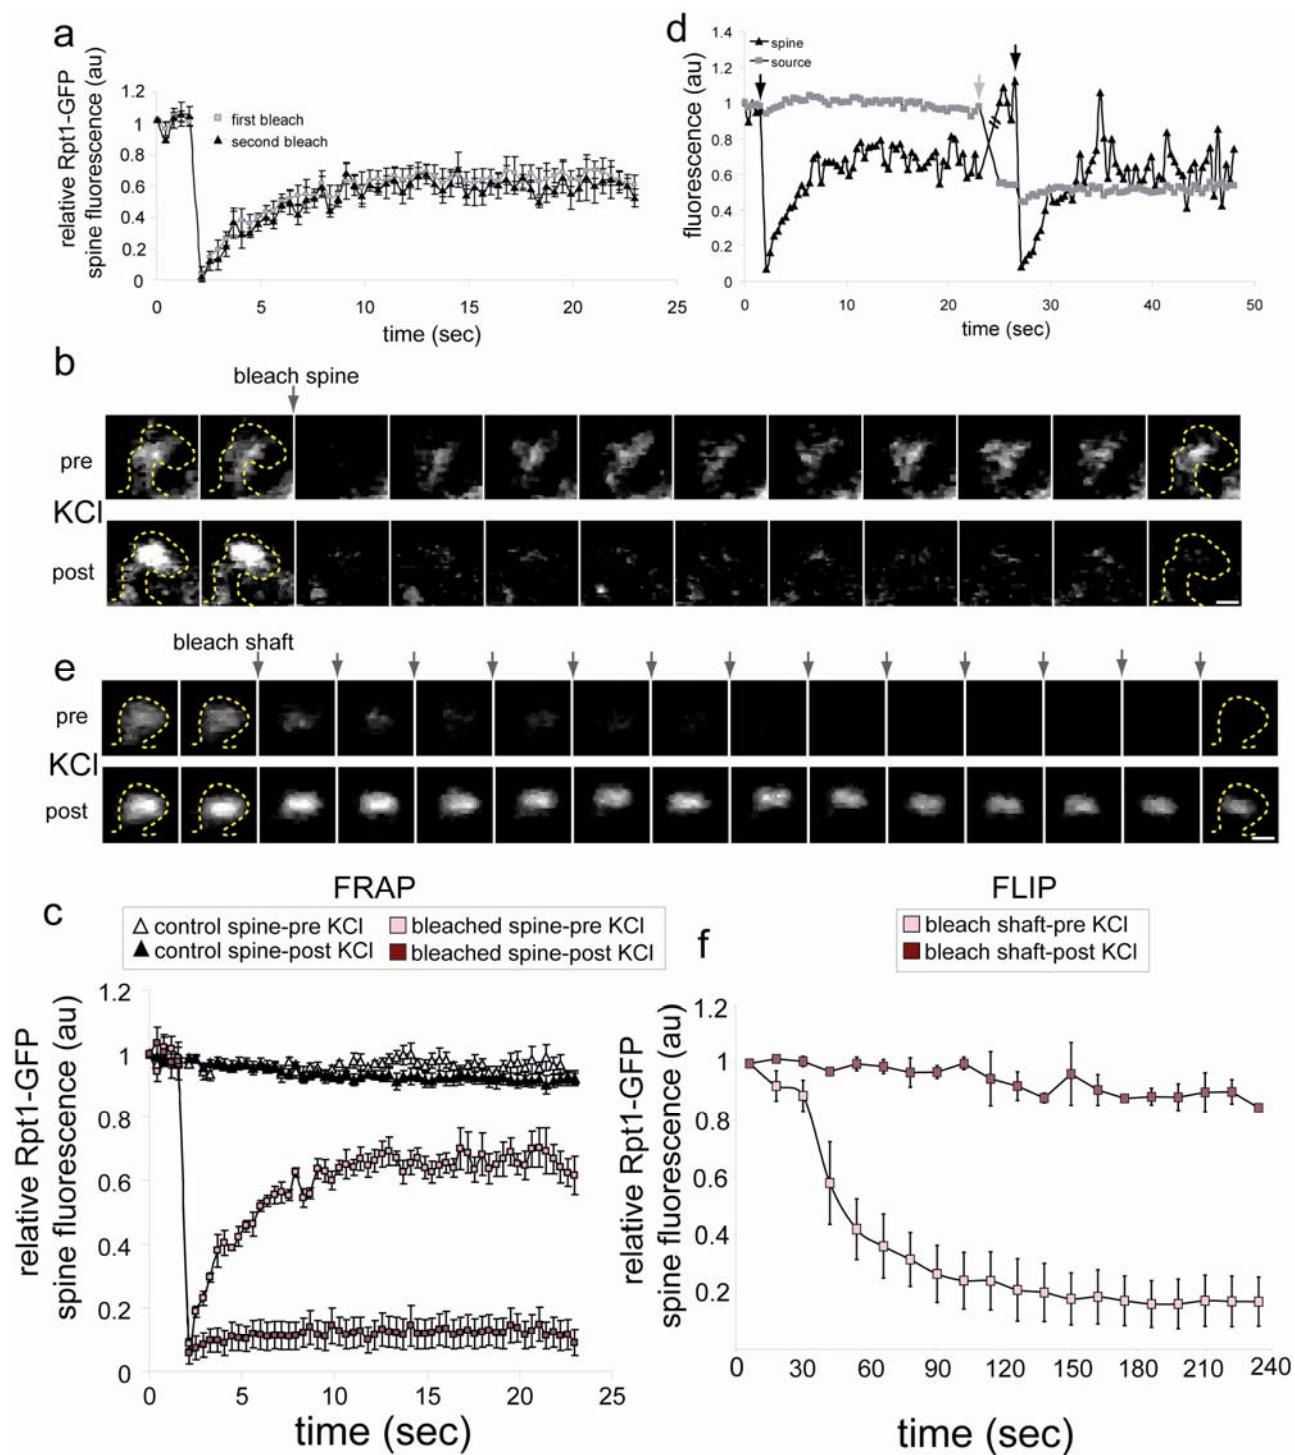 a
relative Rpt1-GFP
spine fluorescence (au)
1.2
1
0.8
0.6
0.4
0.2
0
first bleach
second bleach
0 5 10 15 20 25
time (sec)
d
fluorescence (au)
1.4
1.2
1
0.8
0.6
0.4
0.2
0
spine
source
0 10 20 30 40 50
time (sec)
b
bleach spine
pre
KCl
post
e
bleach shaft
pre
KCl
post
FRAP
c
control spine-pre KCl bleached spine-pre KCl
control spine-post KCl bleached spine-post KCl
relative Rpt1-GFP
spine fluorescence (au)
1.2
1
0.8
0.6
0.4
0.2
0
0 5 10 15 20 25
time (sec)
FLIP
f
bleach shaft-pre KCl
bleach shaft-post KCl
relative Rpt1-GFP
spine fluorescence (au)
1.2
1
0.8
0.6
0.4
0.2
0 30 60 90 120 150 180 210 240
time (sec)